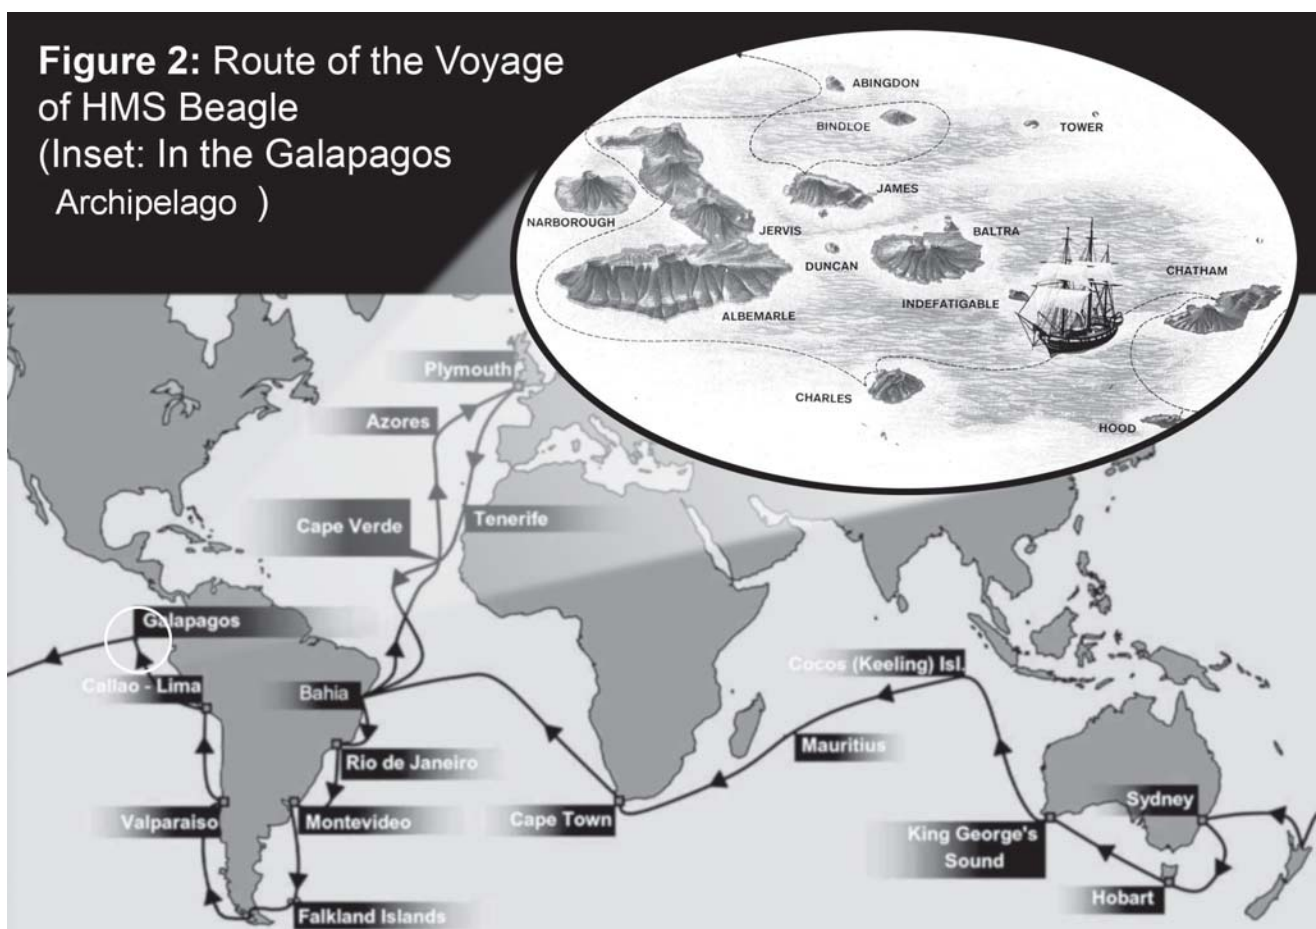 Figure 2: Route of the Voyage
of HMS Beagle
(Inset: In the Galapagos
Archipelago )
ABINGDON
BINDLOE
TOWER
JAMES
NARBOROUGH
JERVIS
BALTRA
DUNCAN
CHATHAM
INDEFATIGABLE
ALBEMARLE
CHARLES
HOOD
Plymouth
Azores
Cape Verde
Tenerife
Galapagos
Callao - Lima
Bahia
Cocos (Keeling) Isl.
Rio de Janeiro
Mauritius
Valparaiso
Montevideo
Cape Town
Sydney
King George's
Sound
Hobart
Falkland Islands